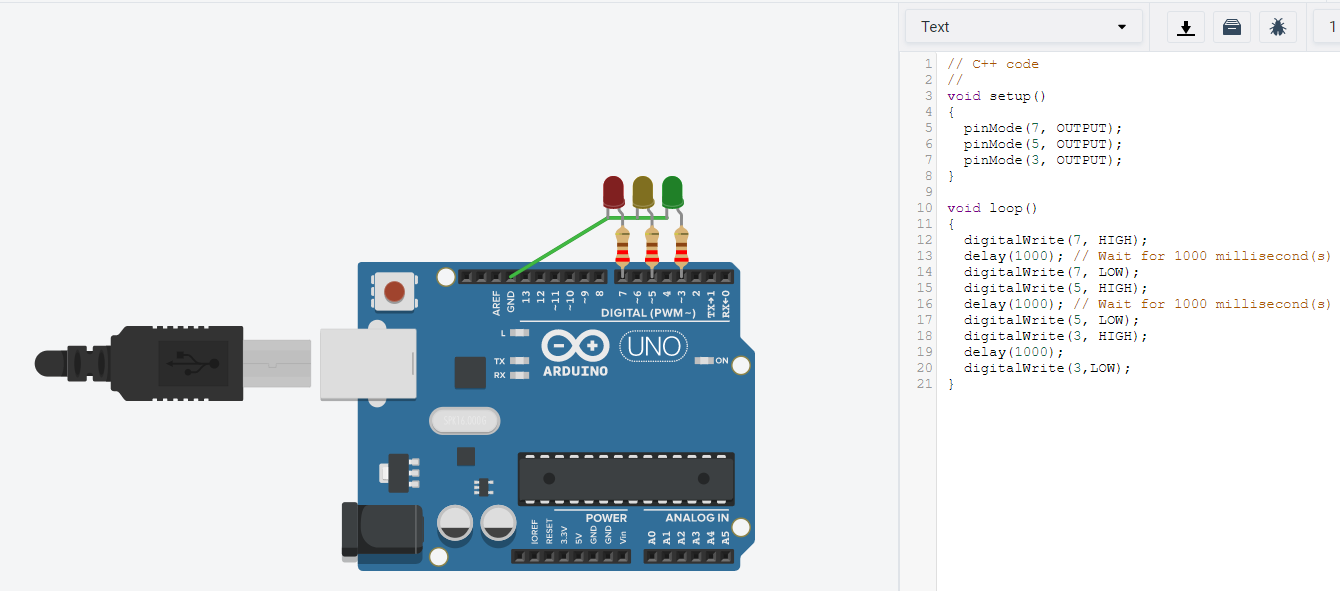 Text
1
1 // C++ code
2 //
3 void setup()
4 {
5   pinMode(7, OUTPUT);
6   pinMode(5, OUTPUT);
7   pinMode(3, OUTPUT);
8 }
9
10 void loop()
11 {
12   digitalWrite(7, HIGH);
13   delay(1000); // Wait for 1000 millisecond(s)
14   digitalWrite(7, LOW);
15   digitalWrite(5, HIGH);
16   delay(1000); // Wait for 1000 millisecond(s)
17   digitalWrite(5, LOW);
18   digitalWrite(3, HIGH);
19   delay(1000);
20   digitalWrite(3,LOW);
21 }
AREF GND 13 12 ~11 ~10 ~9 8 7 ~6 ~5 4 ~3 2 TX→1 RX←0
DIGITAL (PWM~)
L
TX
RX
UNO
ARDUINO
ON
POWER
ANALOG IN
IOREF RESET 3.3V 5V GND GND Vin A0 A1 A2 A3 A4 A5